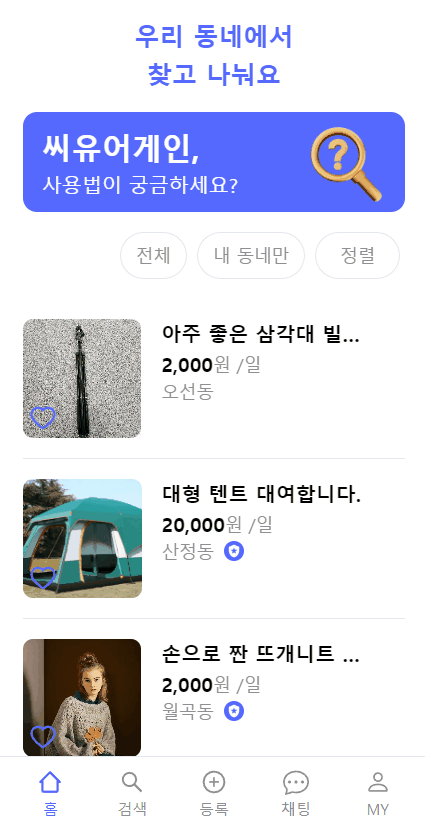 우리 동네에서
찾고 나눠요
씨유어게인,
사용법이 궁금하세요?
?
전체
내 동네만
정렬
아주 좋은 삼각대 빌...
2,000원 /일
오선동
대형 텐트 대여합니다.
20,000원 /일
산정동
손으로 짠 뜨개니트 ...
2,000원 /일
월곡동
홈
검색
등록
채팅
MY